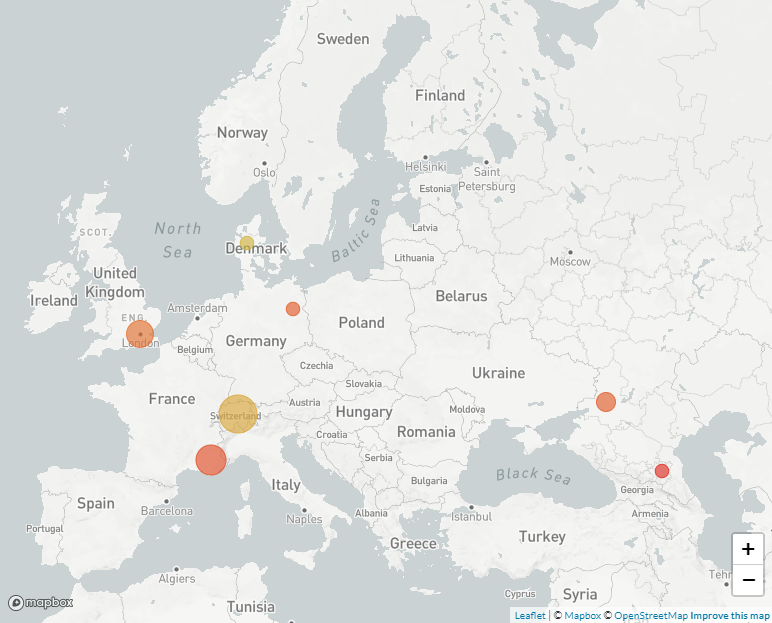 Sweden
Finland
Norway
Helsinki
Oslo
Saint
Petersburg
Estonia
North
Sea
SCOT.
Baltic Sea
Latvia
Denmark
Lithuania
Moscow
United
Kingdom
Ireland
Belarus
Amsterdam
ENG.
Poland
London
Germany
Belgium
Czechia
Ukraine
Slovakia
France
Austria
Switzerland
Hungary
Moldova
Croatia
Romania
Serbia
Black Sea
Italy
Bulgaria
Georgia
Spain
Barcelona
Albania
Armenia
Portugal
Naples
Istanbul
Turkey
Greece
Algiers
Teh
Cyprus
Syria
Tunisia
+
−
mapbox
Leaflet | © Mapbox © OpenStreetMap Improve this map